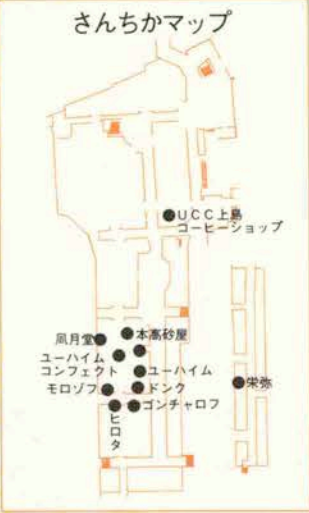 さんちかマップ
UCC上島
コーヒーショップ
風月堂
本高砂屋
ユーハイム
コンフェクト
ユーハイム
モロゾフ
ドンク
ゴンチャロフ
ヒロタ
栄弥